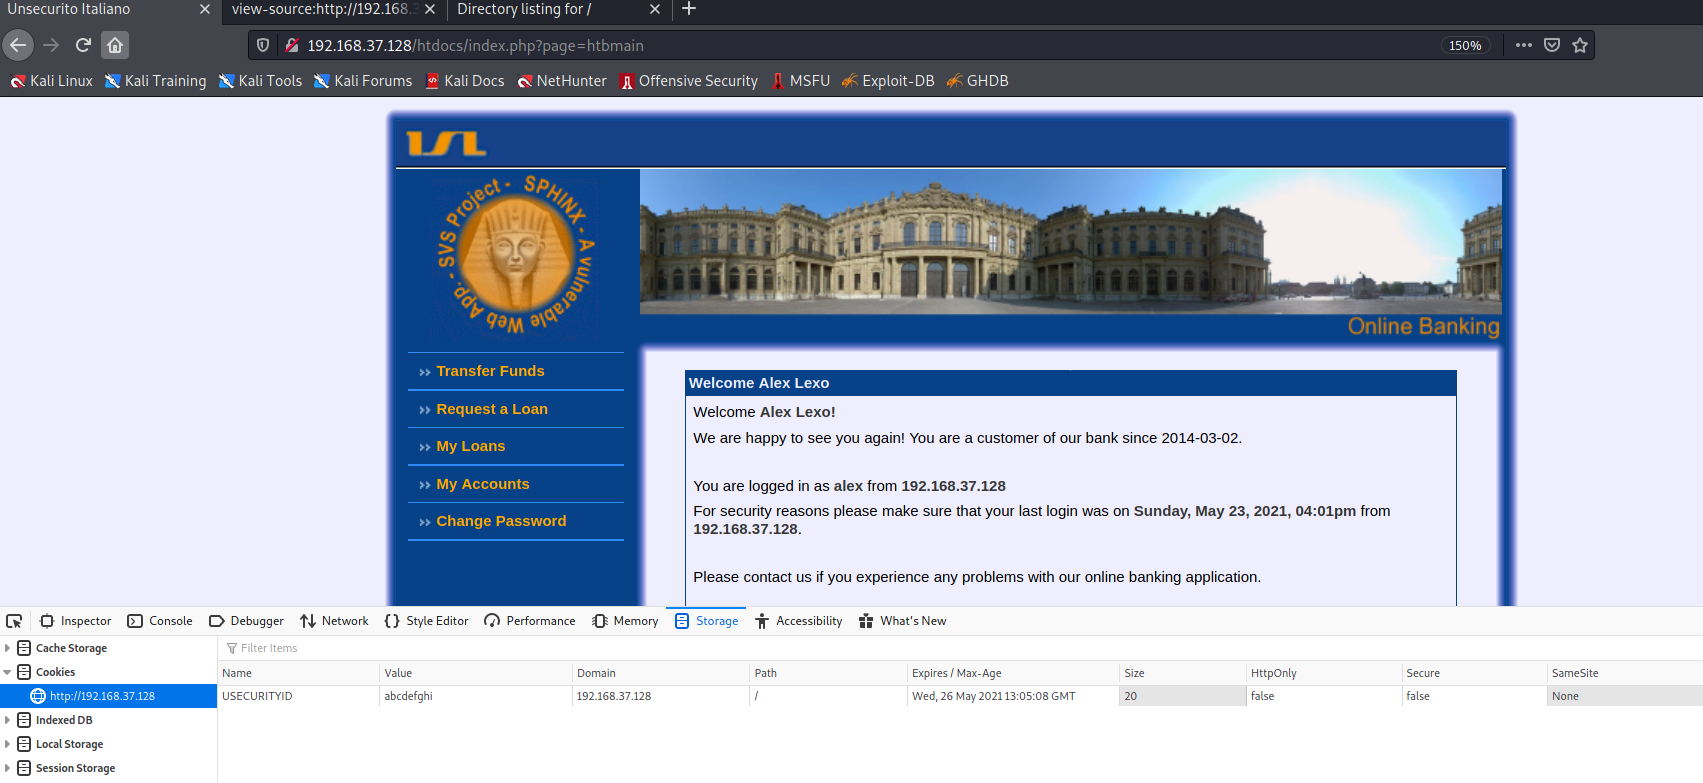 Unsecurito Italiano
view-source:http://192.168.3
Directory listing for /
192.168.37.128/htdocs/index.php?page=htbmain
150%
Kali Linux Kali Training Kali Tools Kali Forums Kali Docs NetHunter Offensive Security MSFU Exploit-DB GHDB
ISL
SVS Project - SPHINX - A vulnerable Web App. -
Online Banking
Transfer Funds
Request a Loan
My Loans
My Accounts
Change Password
Welcome Alex Lexo
Welcome Alex Lexo!
We are happy to see you again! You are a customer of our bank since 2014-03-02.
You are logged in as alex from 192.168.37.128
For security reasons please make sure that your last login was on Sunday, May 23, 2021, 04:01pm from
192.168.37.128.
Please contact us if you experience any problems with our online banking application.
Inspector Console Debugger Network Style Editor Performance Memory Storage Accessibility What's New
Cache Storage
Cookies
http://192.168.37.128
Indexed DB
Local Storage
Session Storage
Filter Items
Name Value Domain Path Expires / Max-Age Size HttpOnly Secure SameSite
USECURITYID abcdefghi 192.168.37.128 / Wed, 26 May 2021 13:05:08 GMT 20 false false None